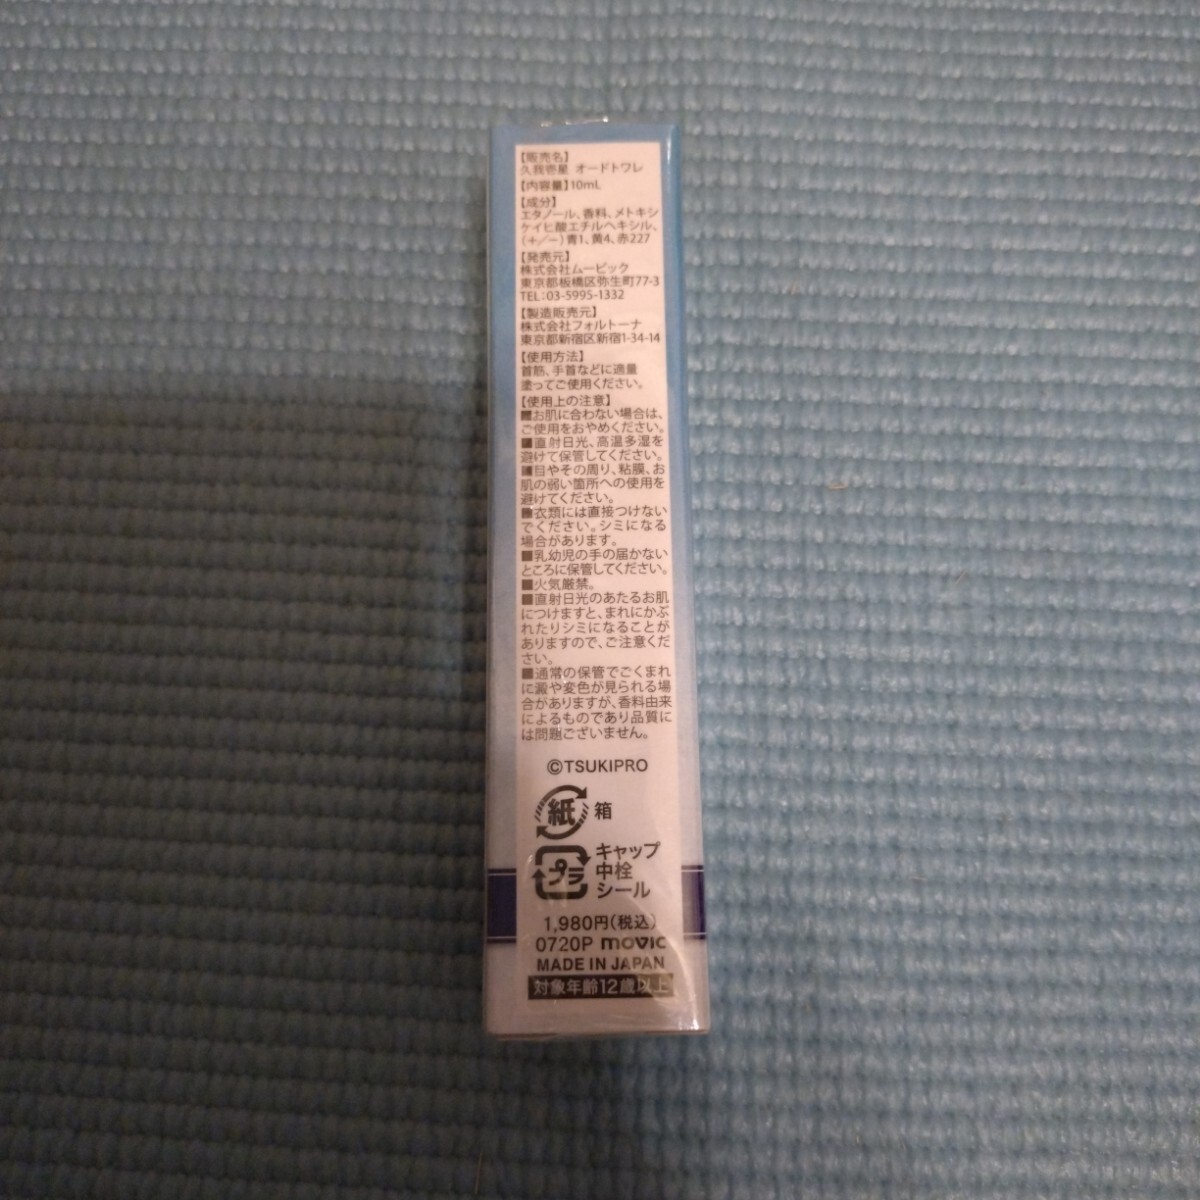 【販売名】
久我壱星 オードトワレ
【内容量】10mL
【成分】
エタノール、香料、メトキシ
ケイヒ酸エチルヘキシル、
(+/−)青1、黄4、赤227
【発売元】
株式会社ムービック
東京都板橋区弥生町77-3
TEL:03-5995-1332
【製造販売元】
株式会社フォルトーナ
東京都新宿区新宿1-34-14
【使用方法】
首筋、手首などに適量
塗ってご使用ください。
【使用上の注意】
■お肌に合わない場合は、
ご使用をおやめください。
■直射日光、高温多湿を
避けて保管してください。
■目やその周り、粘膜、お
肌の弱い箇所への使用を
避けてください。
■衣類には直接つけない
でください。シミになる
場合があります。
■乳幼児の手の届かない
ところに保管してください。
■火気厳禁。
■直射日光のあたるお肌
につけますと、まれにかぶ
れたりシミになることが
ありますので、ご注意くだ
さい。
■通常の保管でごくまれ
に澱や変色が見られる場
合がありますが、香料由来
によるものであり品質に
は問題ございません。
©TSUKIPRO
紙 箱
プラ キャップ
中栓
シール
1,980円(税込)
0720P movic
MADE IN JAPAN
対象年齢12歳以上